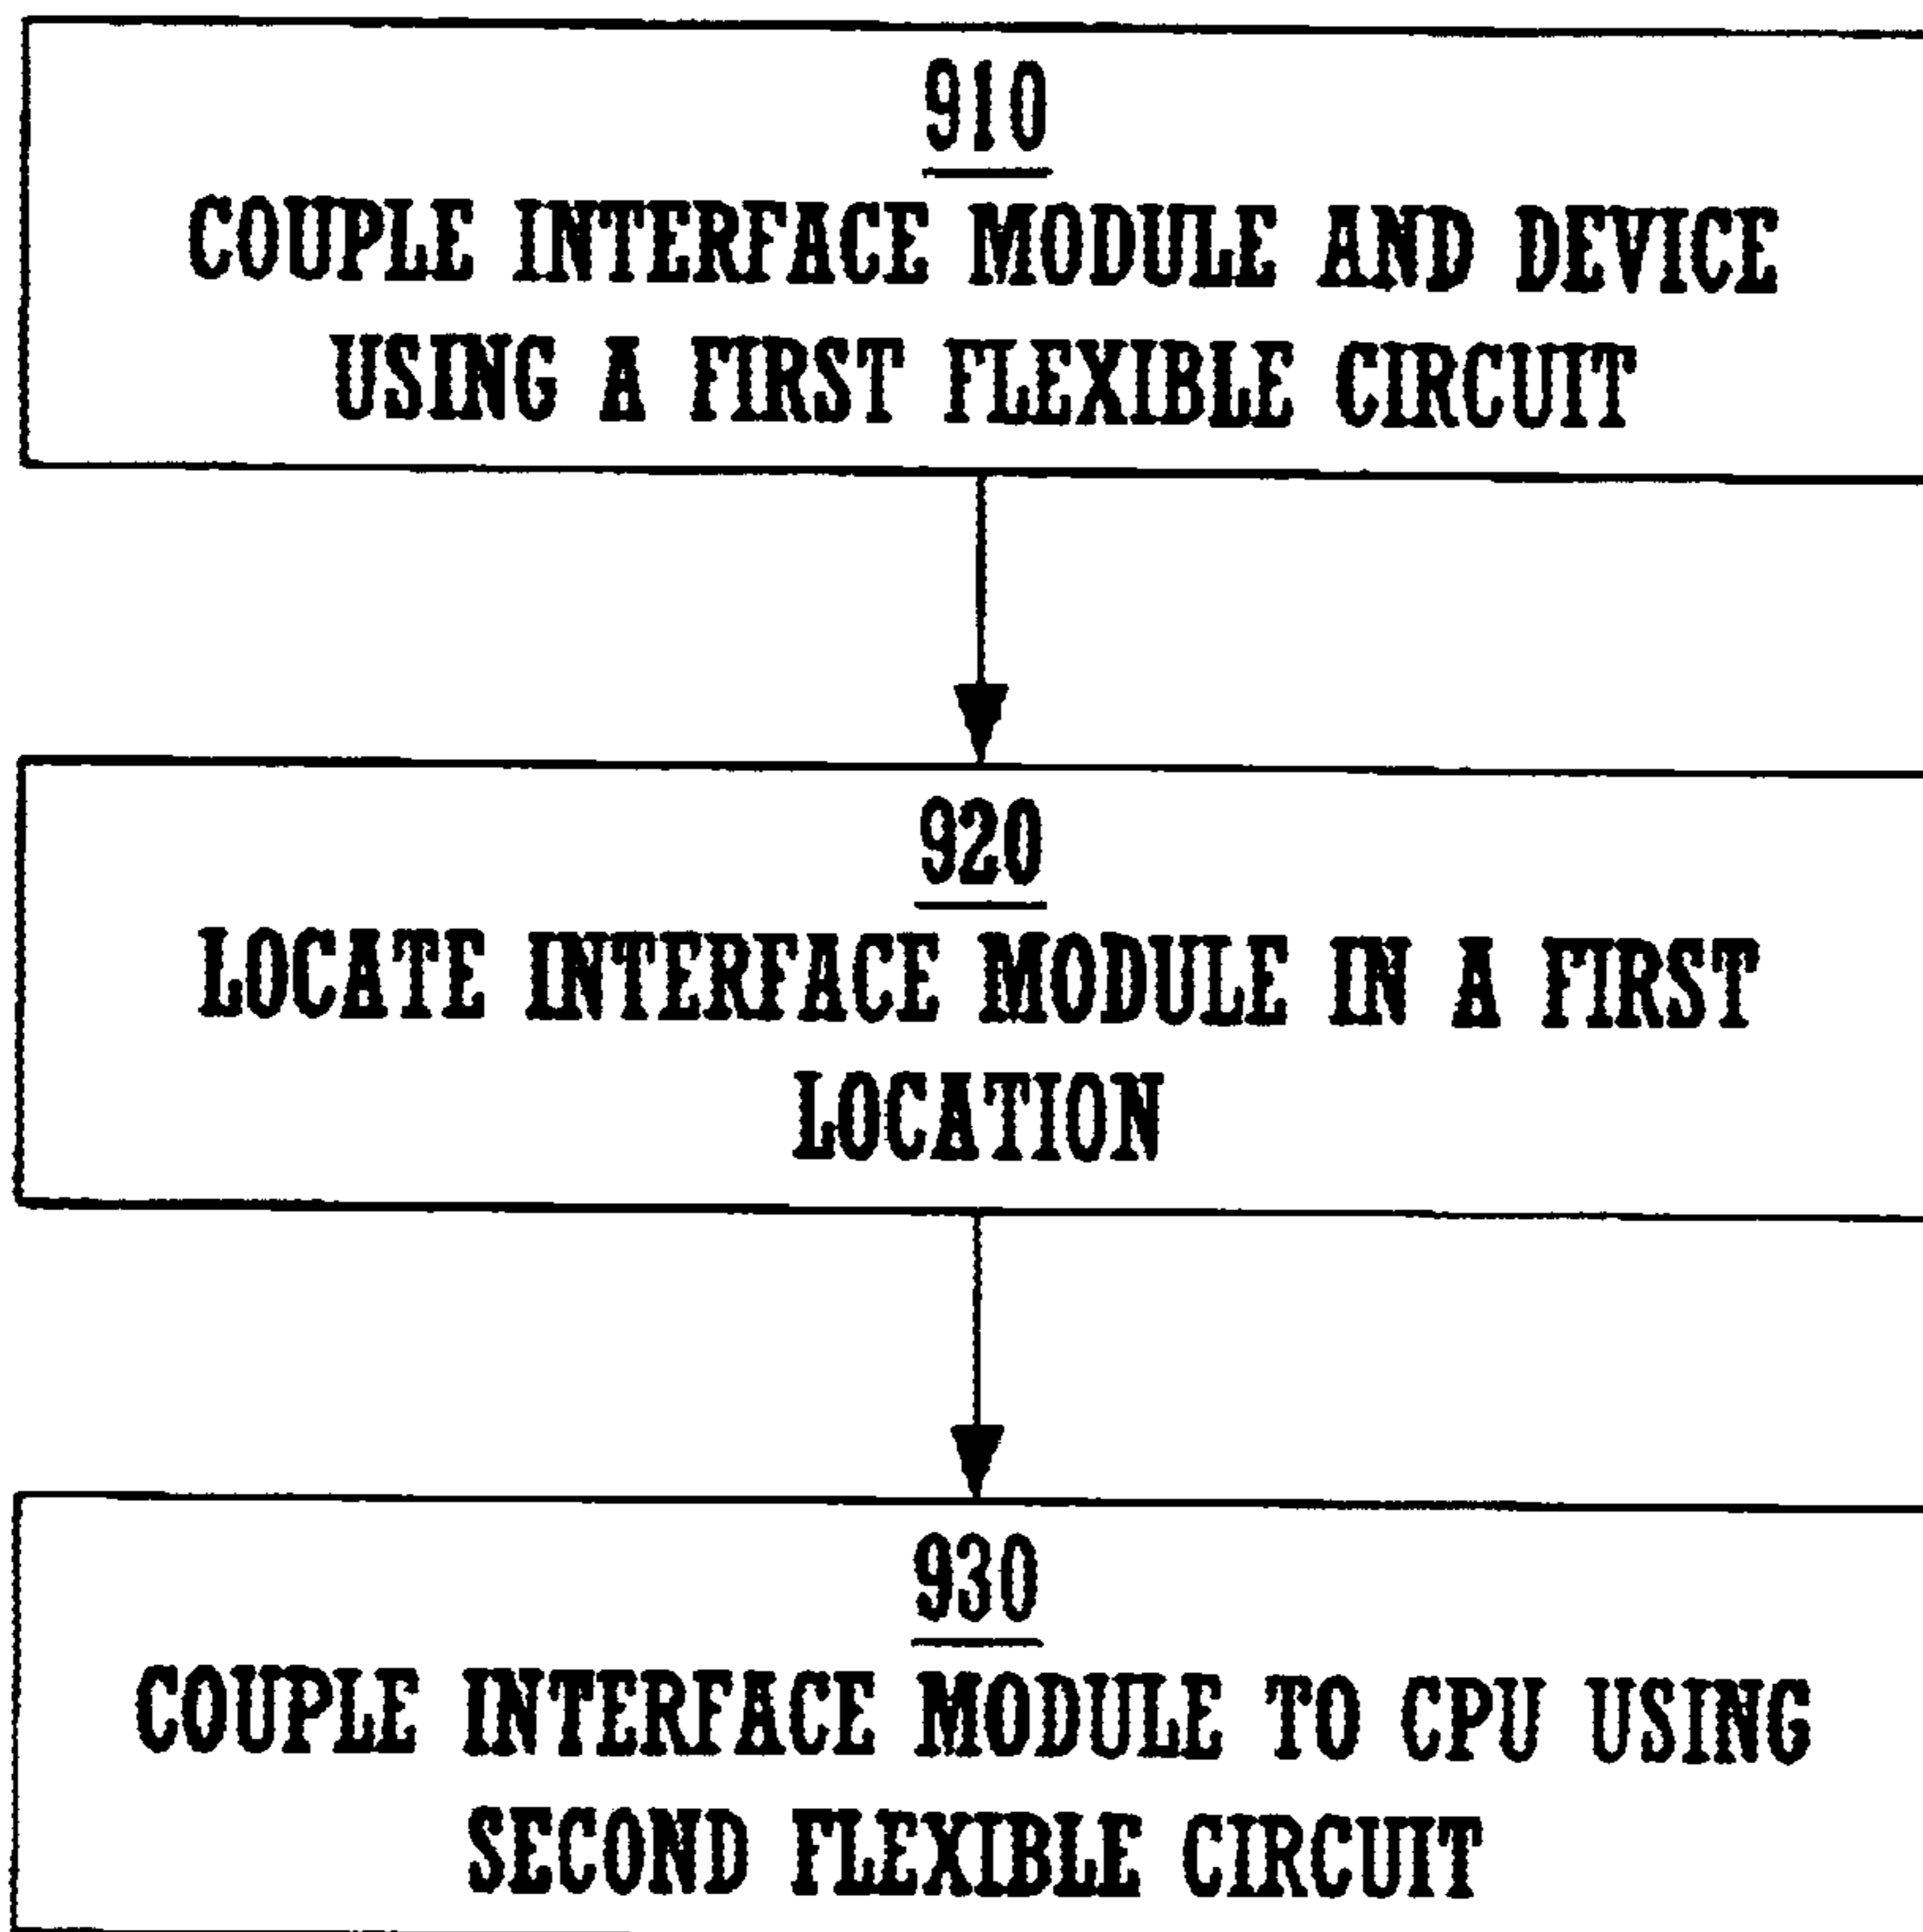 910
COUPLE INTERFACE MODULE AND DEVICE
USING A FIRST FLEXIBLE CIRCUIT
920
LOCATE INTERFACE MODULE IN A FIRST
LOCATION
930
COUPLE INTERFACE MODULE TO CPU USING
SECOND FLEXIBLE CIRCUIT